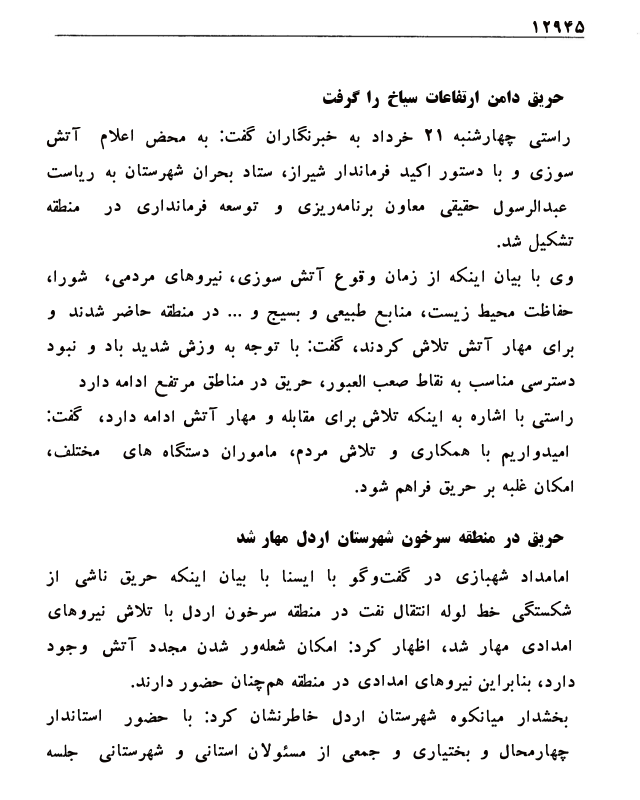 ۱۲۹۴۵
حریق دامن ارتفاعات سیاخ را گرفت
راستی چهارشنبه ۲۱ خرداد به خبرنگاران گفت: به محض اعلام آتش
سوزی و با دستور اکید فرماندار شیراز، ستاد بحران شهرستان به ریاست
عبدالرسول حقیقی معاون برنامه‌ریزی و توسعه فرمانداری در منطقه
تشکیل شد.
وی با بیان اینکه از زمان وقوع آتش سوزی، نیروهای مردمی، شورا،
حفاظت محیط زیست، منابع طبیعی و بسیج و ... در منطقه حاضر شدند و
برای مهار آتش تلاش کردند، گفت: با توجه به وزش شدید باد و نبود
دسترسی مناسب به نقاط صعب العبور، حریق در مناطق مرتفع ادامه دارد
راستی با اشاره به اینکه تلاش برای مقابله و مهار آتش ادامه دارد، گفت:
امیدواریم با همکاری و تلاش مردم، ماموران دستگاه های مختلف،
امکان غلبه بر حریق فراهم شود.
حریق در منطقه سرخون شهرستان اردل مهار شد
امامداد شهبازی در گفت‌وگو با ایسنا با بیان اینکه حریق ناشی از
شکستگی خط لوله انتقال نفت در منطقه سرخون اردل با تلاش نیروهای
امدادی مهار شد، اظهار کرد: امکان شعله‌ور شدن مجدد آتش وجود
دارد، بنابراین نیروهای امدادی در منطقه هم‌چنان حضور دارند.
بخشدار میانکوه شهرستان اردل خاطرنشان کرد: با حضور استاندار
چهارمحال و بختیاری و جمعی از مسئولان استانی و شهرستانی جلسه